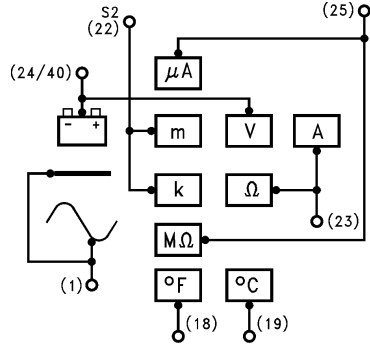 S2
(22)
(25)
(24/40)
μA
- +
m
V
A
k
Ω
(23)
MΩ
(1)
°F
°C
(18)
(19)